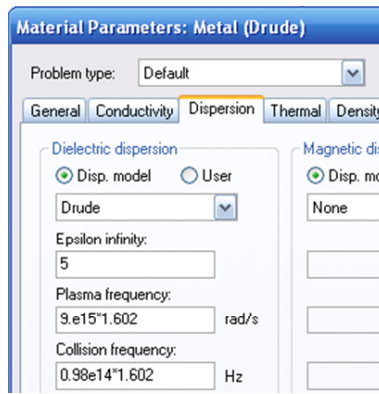 Material Parameters: Metal (Drude)
Problem type: Default
General Conductivity Dispersion Thermal Density
Dielectric dispersion Magnetic dis
Disp. model User Disp. mo
Drude None
Epsilon infinity:
5
Plasma frequency:
9.e15*1.602 rad/s
Collision frequency:
0.98e14*1.602 Hz